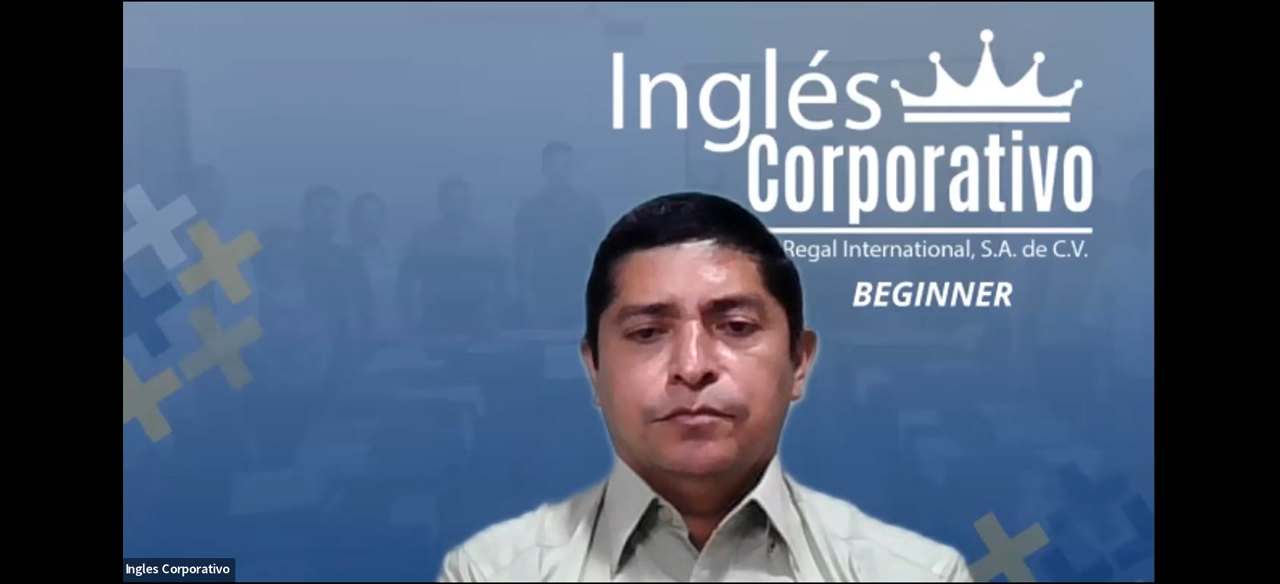 Inglés
Corporativo
Regal International, S.A. de C.V.
BEGINNER
Ingles Corporativo